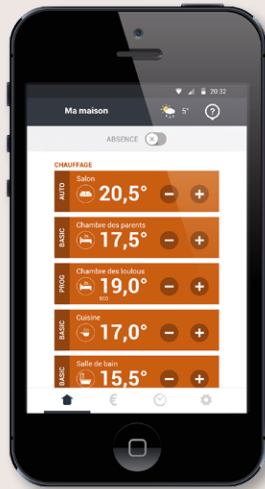 20:32
Ma maison 5° ?
ABSENCE
CHAUFFAGE
AUTO
Salon
20,5° - +
BASIC
Chambre des parents
17,5° - +
PROG
Chambre des loulous
19,0° - +
ECO
BASIC
Cuisine
17,0° - +
BASIC
Salle de bain
15,5° - +
€